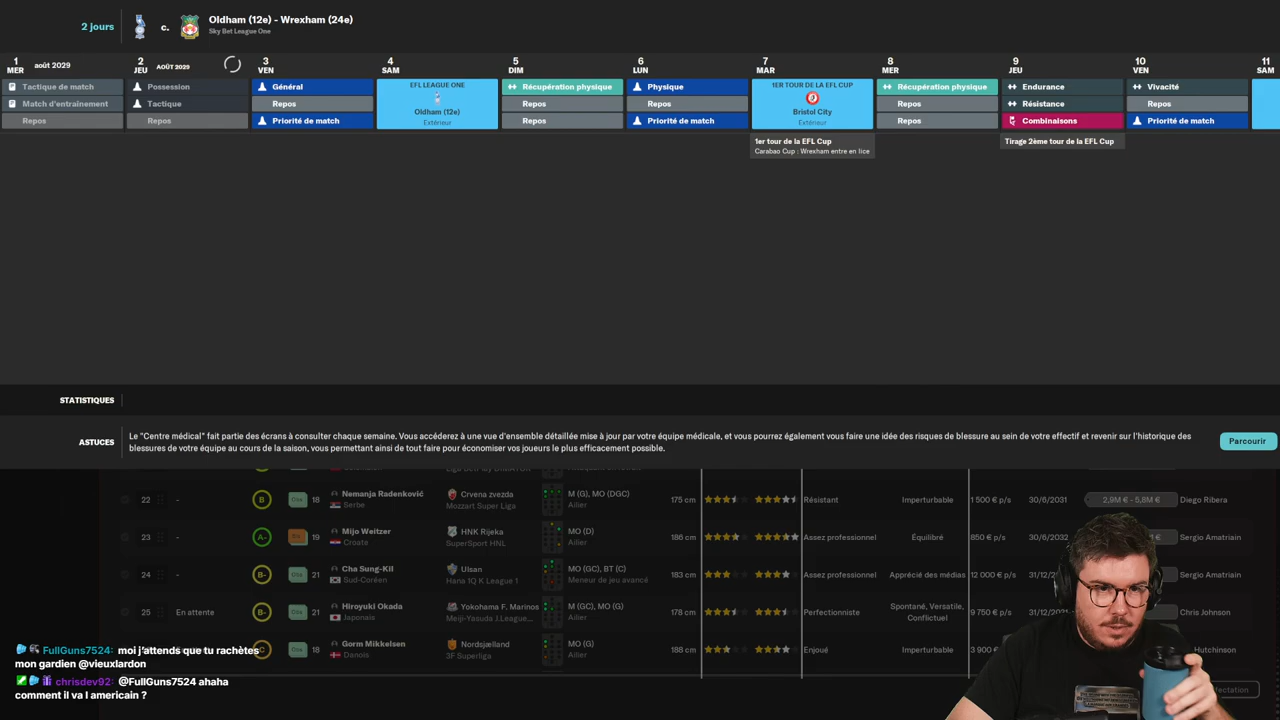 2 jours
c.
Oldham (12e) - Wrexham (24e)
Sky Bet League One
1 MER août 2029
2 JEU AOÛT 2029
3 VEN
4 SAM
5 DIM
6 LUN
7 MAR
8 MER
9 JEU
10 VEN
11 SAM
Tactique de match
Match d'entrainement
Repos
Possession
Tactique
Repos
Général
Repos
Priorité de match
EFL LEAGUE ONE
Oldham (12e)
Extérieur
Récupération physique
Repos
Repos
Physique
Repos
Priorité de match
1ER TOUR DE LA EFL CUP
Bristol City
Extérieur
1er tour de la EFL Cup
Carabao Cup : Wrexham entre en lice
Récupération physique
Repos
Repos
Endurance
Résistance
Combinaisons
Tirage 2ème tour de la EFL Cup
Vivacité
Repos
Priorité de match
STATISTIQUES
ASTUCES
Le "Centre médical" fait partie des écrans à consulter chaque semaine. Vous accéderez à une vue d'ensemble détaillée mise à jour par votre équipe médicale, et vous pourrez également vous faire une idée des risques de blessure au sein de votre effectif et revenir sur l'historique des
blessures de votre équipe au cours de la saison, vous permettant ainsi de tout faire pour économiser vos joueurs le plus efficacement possible.
Parcourir
22 - B 18 Nemanja Radenković Crvena zvezda M (G), MO (DGC) 175 cm Résistant Imperturbable 1 500 € p/s 30/6/2031 2,9M € - 5,8M € Diego Ribera
Serbe Mozzart Super Liga Ailier
23 - A- 19 Mijo Weitzer HNK Rijeka MO (D) 186 cm Assez professionnel Équilibré 850 € p/s 30/6/2032 Sergio Amatriain
Croate SuperSport HNL Ailier
24 - B- 21 Cha Sung-Kil Ulsan MO (C), BT (C) 183 cm Assez professionnel Apprécié des médias 12 000 € p/s Sergio Amatriain
Sud-Coréen Hana 1Q K League 1 Meneur de jeu avancé
25 En attente B- 21 Hiroyuki Okada Yokohama F. Marinos M (GC), MO (G) 178 cm Perfectionniste Spontané, Versatile, Conflictuel 9 750 € p/s Chris Johnson
Japonais Meiji-Yasuda J.League... Ailier
18 Gorm Mikkelsen Nordsjælland MO (G) 188 cm Enjoué Imperturbable 3 900 Hutchinson
Danois 3F Superliga Ailier
FullGuns7524: moi j'attends que tu rachètes
mon gardien @vieuxlardon
chrisdev92: @FullGuns7524 ahaha
comment il va l americain ?